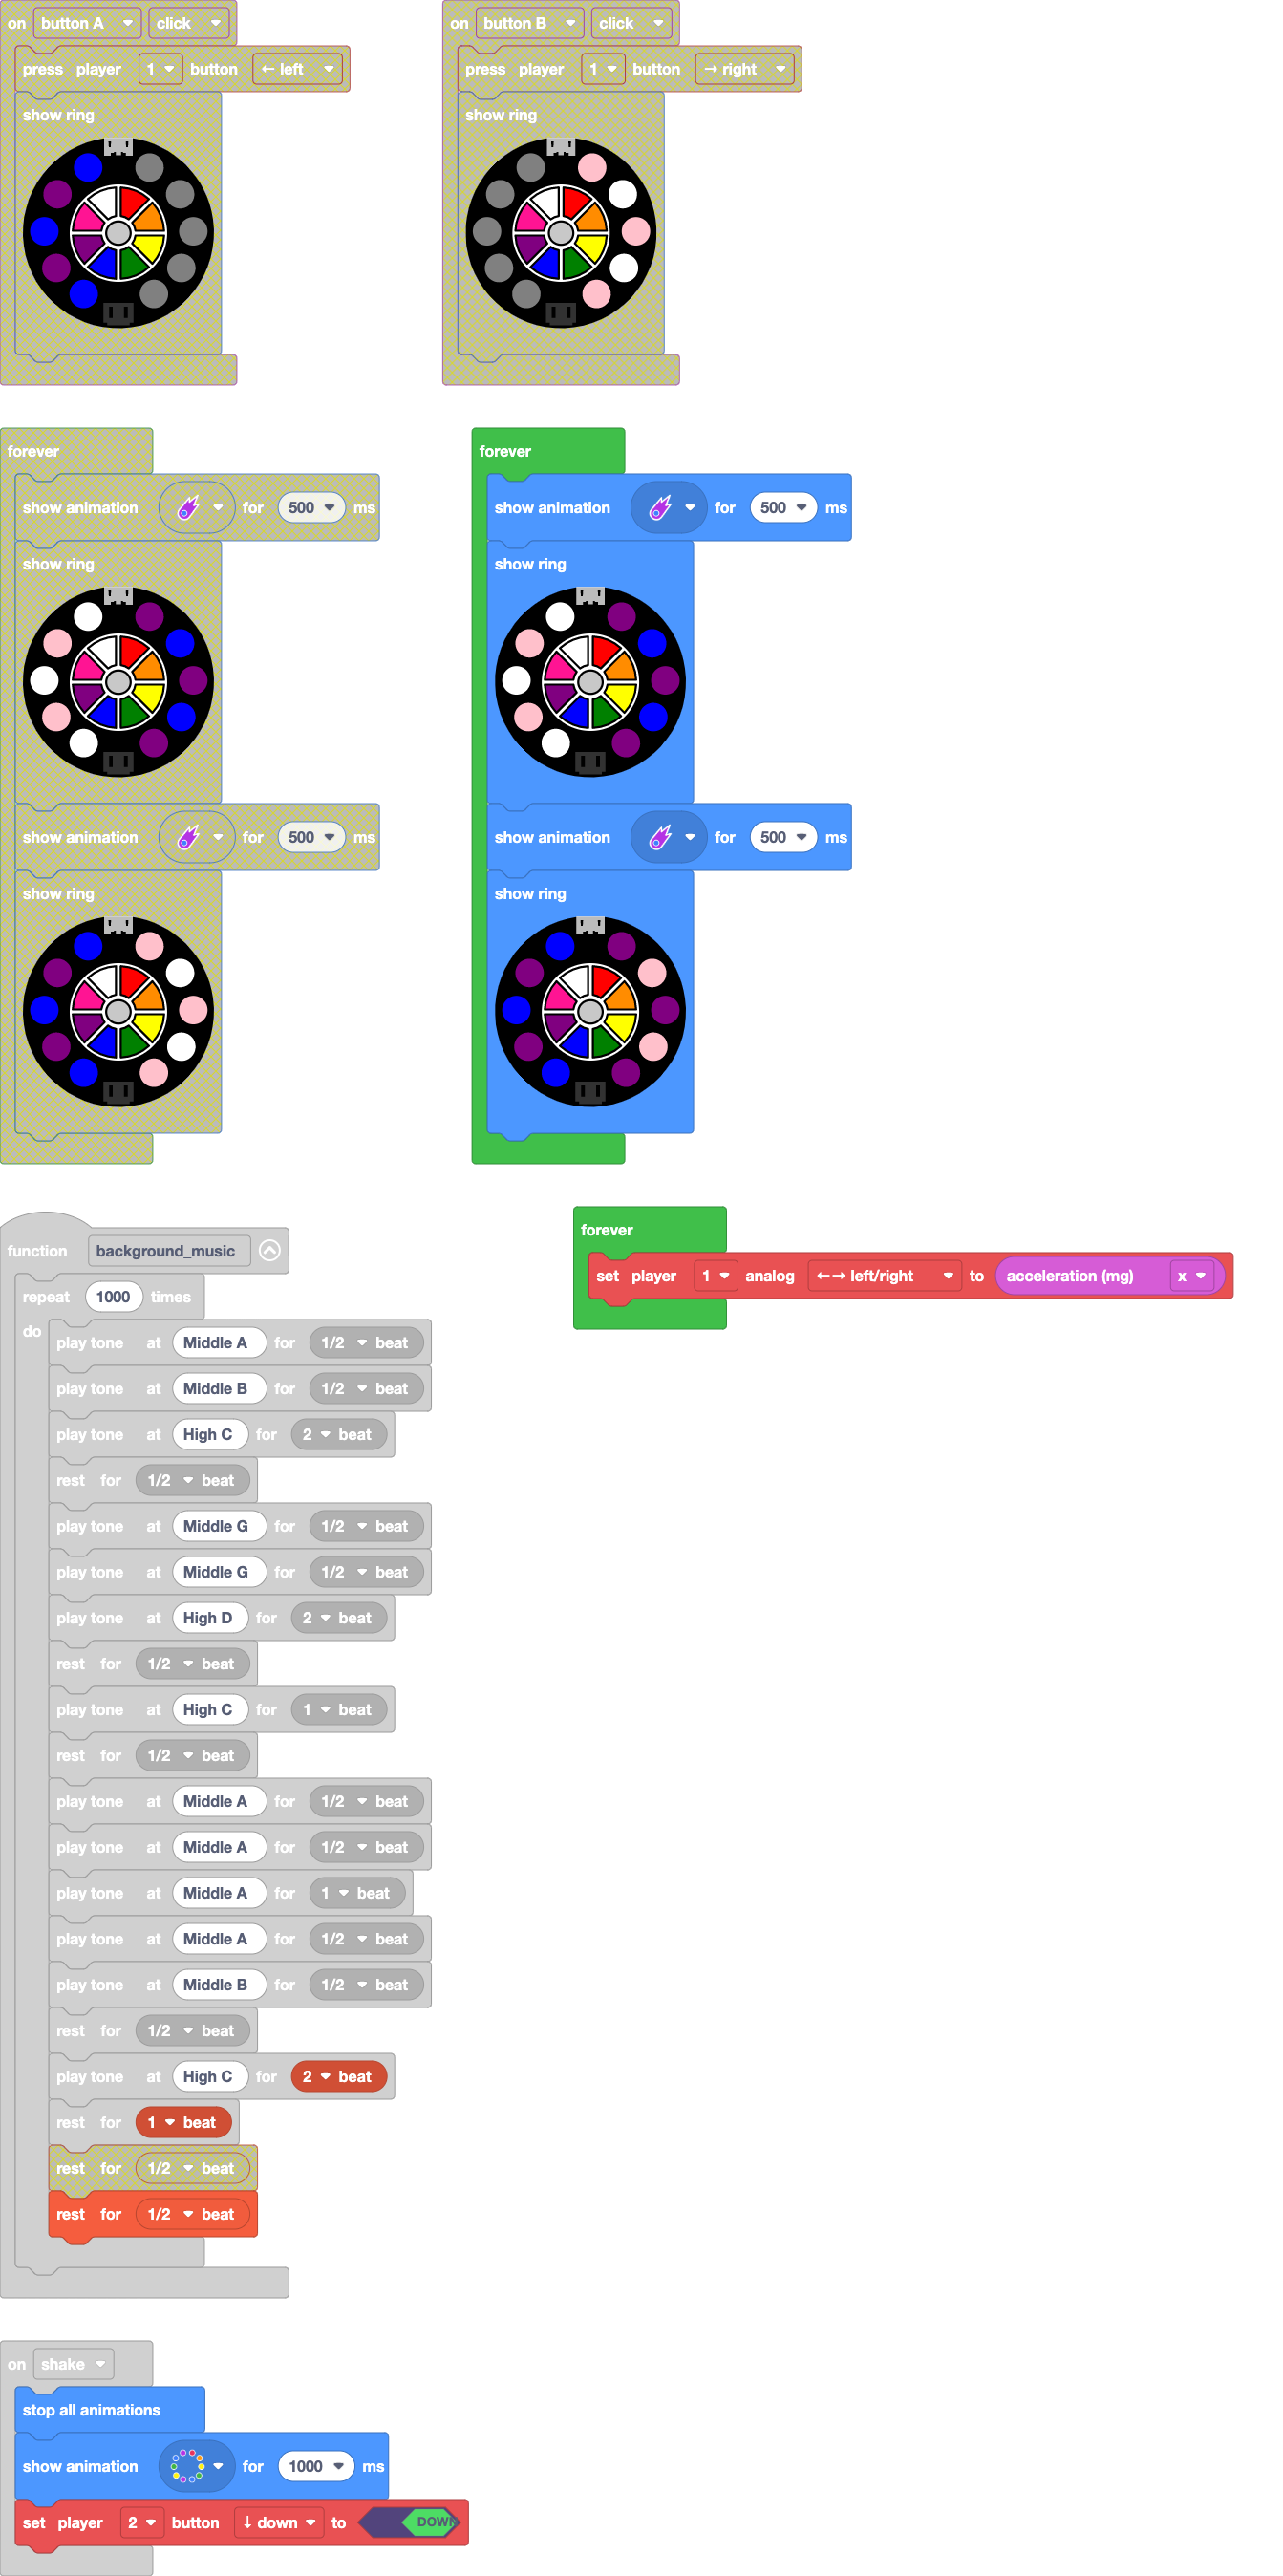 on button A click
press player 1 button ← left
show ring
on button B click
press player 1 button → right
show ring
forever
show animation for 500 ms
show ring
show animation for 500 ms
show ring
forever
show animation for 500 ms
show ring
show animation for 500 ms
show ring
function background_music
repeat 1000 times
do
play tone at Middle A for 1/2 beat
play tone at Middle B for 1/2 beat
play tone at High C for 2 beat
rest for 1/2 beat
play tone at Middle G for 1/2 beat
play tone at Middle G for 1/2 beat
play tone at High D for 2 beat
rest for 1/2 beat
play tone at High C for 1 beat
rest for 1/2 beat
play tone at Middle A for 1/2 beat
play tone at Middle A for 1/2 beat
play tone at Middle A for 1 beat
play tone at Middle A for 1/2 beat
play tone at Middle B for 1/2 beat
rest for 1/2 beat
play tone at High C for 2 beat
rest for 1 beat
rest for 1/2 beat
rest for 1/2 beat
forever
set player 1 analog ←→ left/right to acceleration (mg) x
on shake
stop all animations
show animation for 1000 ms
set player 2 button ↓ down to DOWN